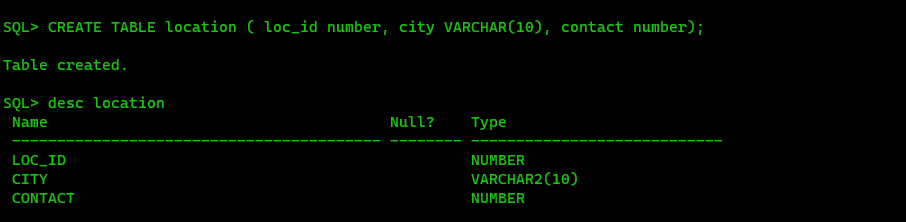 SQL> CREATE TABLE location ( loc_id number, city VARCHAR(10), contact number);
Table created.
SQL> desc location
Name Null? Type
----------------------------------------- -------- ----------------------------
LOC_ID NUMBER
CITY VARCHAR2(10)
CONTACT NUMBER